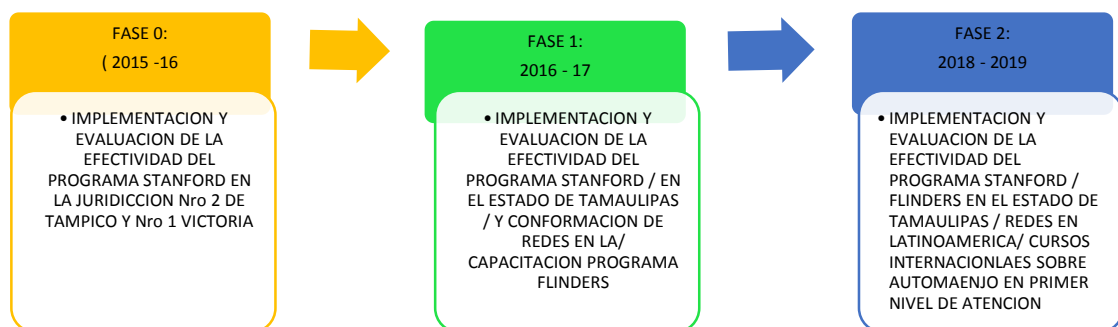 FASE 0:
( 2015 -16
• IMPLEMENTACION Y
EVALUACION DE LA
EFECTIVIDAD DEL
PROGRAMA STANFORD EN
LA JURIDICCION Nro 2 DE
TAMPICO Y Nro 1 VICTORIA
FASE 1:
2016 - 17
• IMPLEMENTACION Y
EVALUACION DE LA
EFECTIVIDAD DEL
PROGRAMA STANFORD / EN
EL ESTADO DE TAMAULIPAS
/ Y CONFORMACION DE
REDES EN LA/
CAPACITACION PROGRAMA
FLINDERS
FASE 2:
2018 - 2019
• IMPLEMENTACION Y
EVALUACION DE LA
EFECTIVIDAD DEL
PROGRAMA STANFORD /
FLINDERS EN EL ESTADO DE
TAMAULIPAS / REDES EN
LATINOAMERICA/ CURSOS
INTERNACIONLAES SOBRE
AUTOMAENJO EN PRIMER
NIVEL DE ATENCION